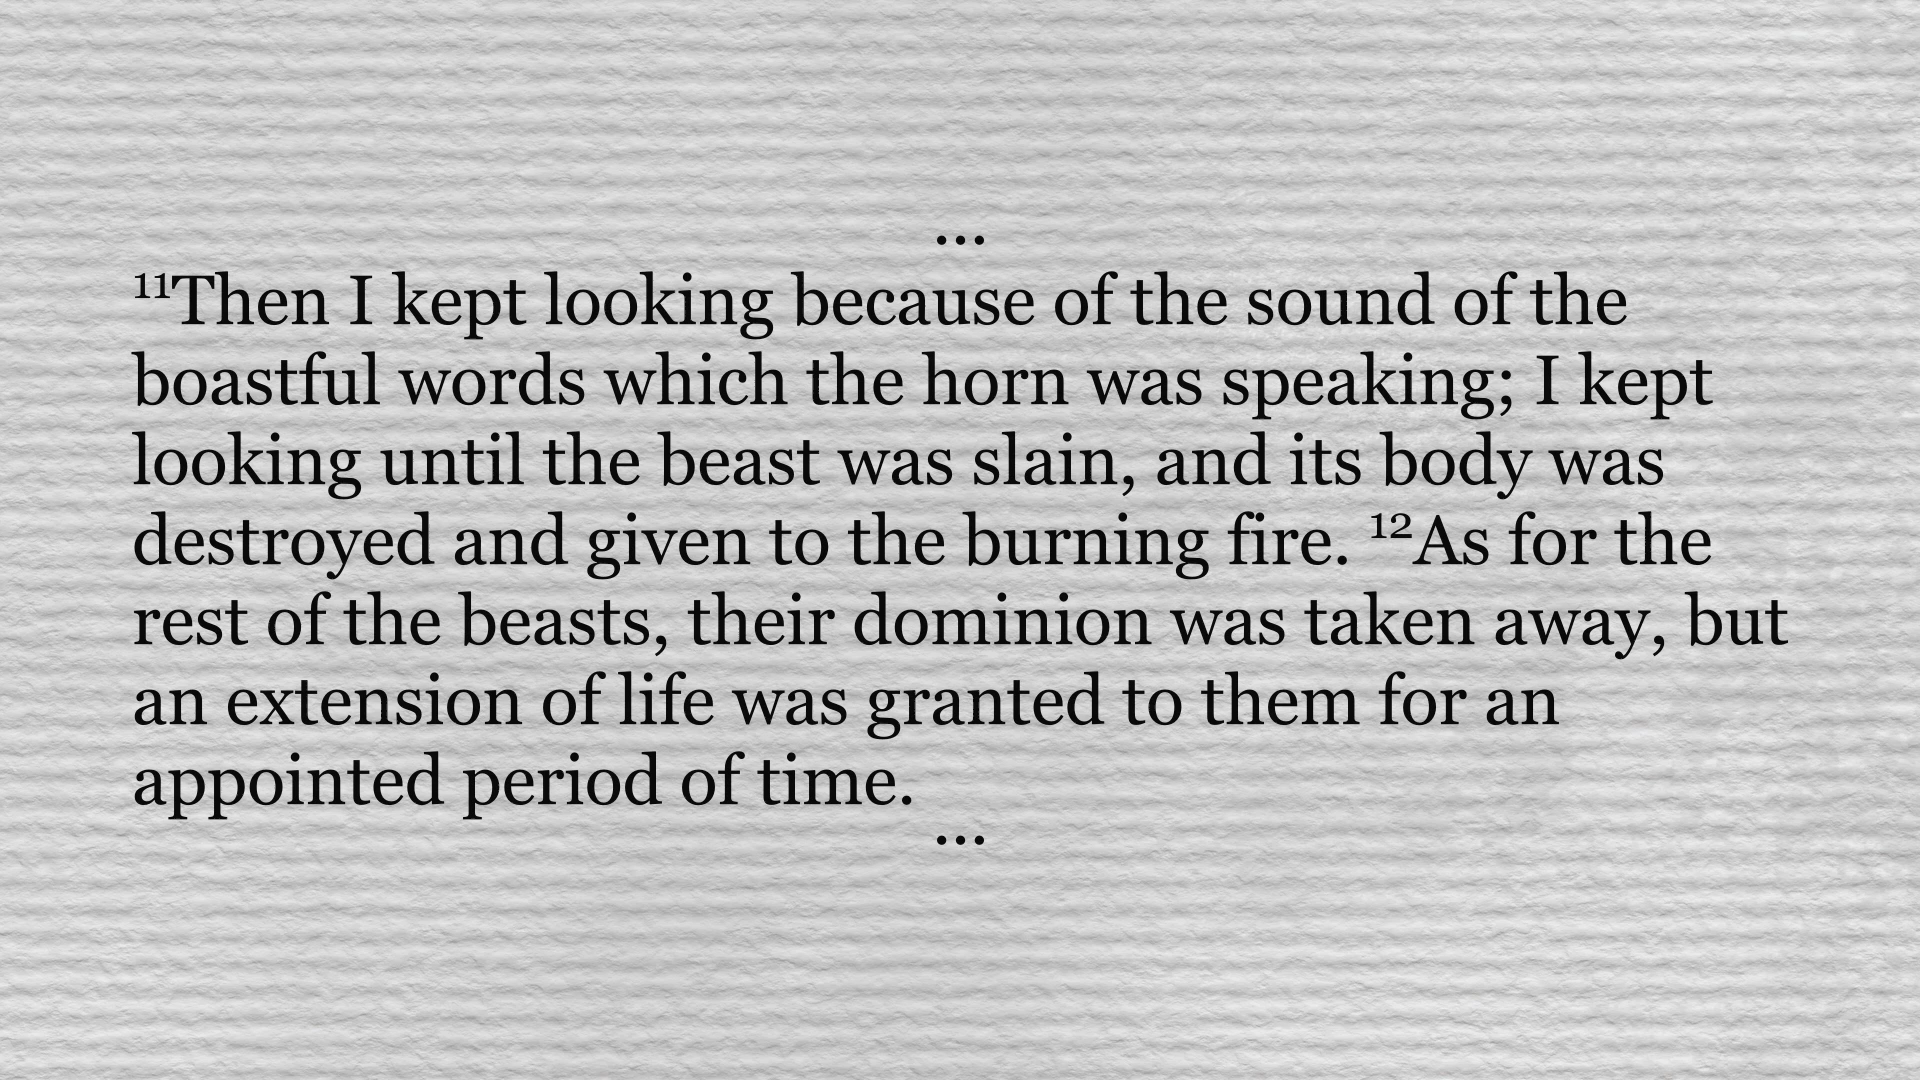 ...
¹¹Then I kept looking because of the sound of the
boastful words which the horn was speaking; I kept
looking until the beast was slain, and its body was
destroyed and given to the burning fire. ¹²As for the
rest of the beasts, their dominion was taken away, but
an extension of life was granted to them for an
appointed period of time.
...